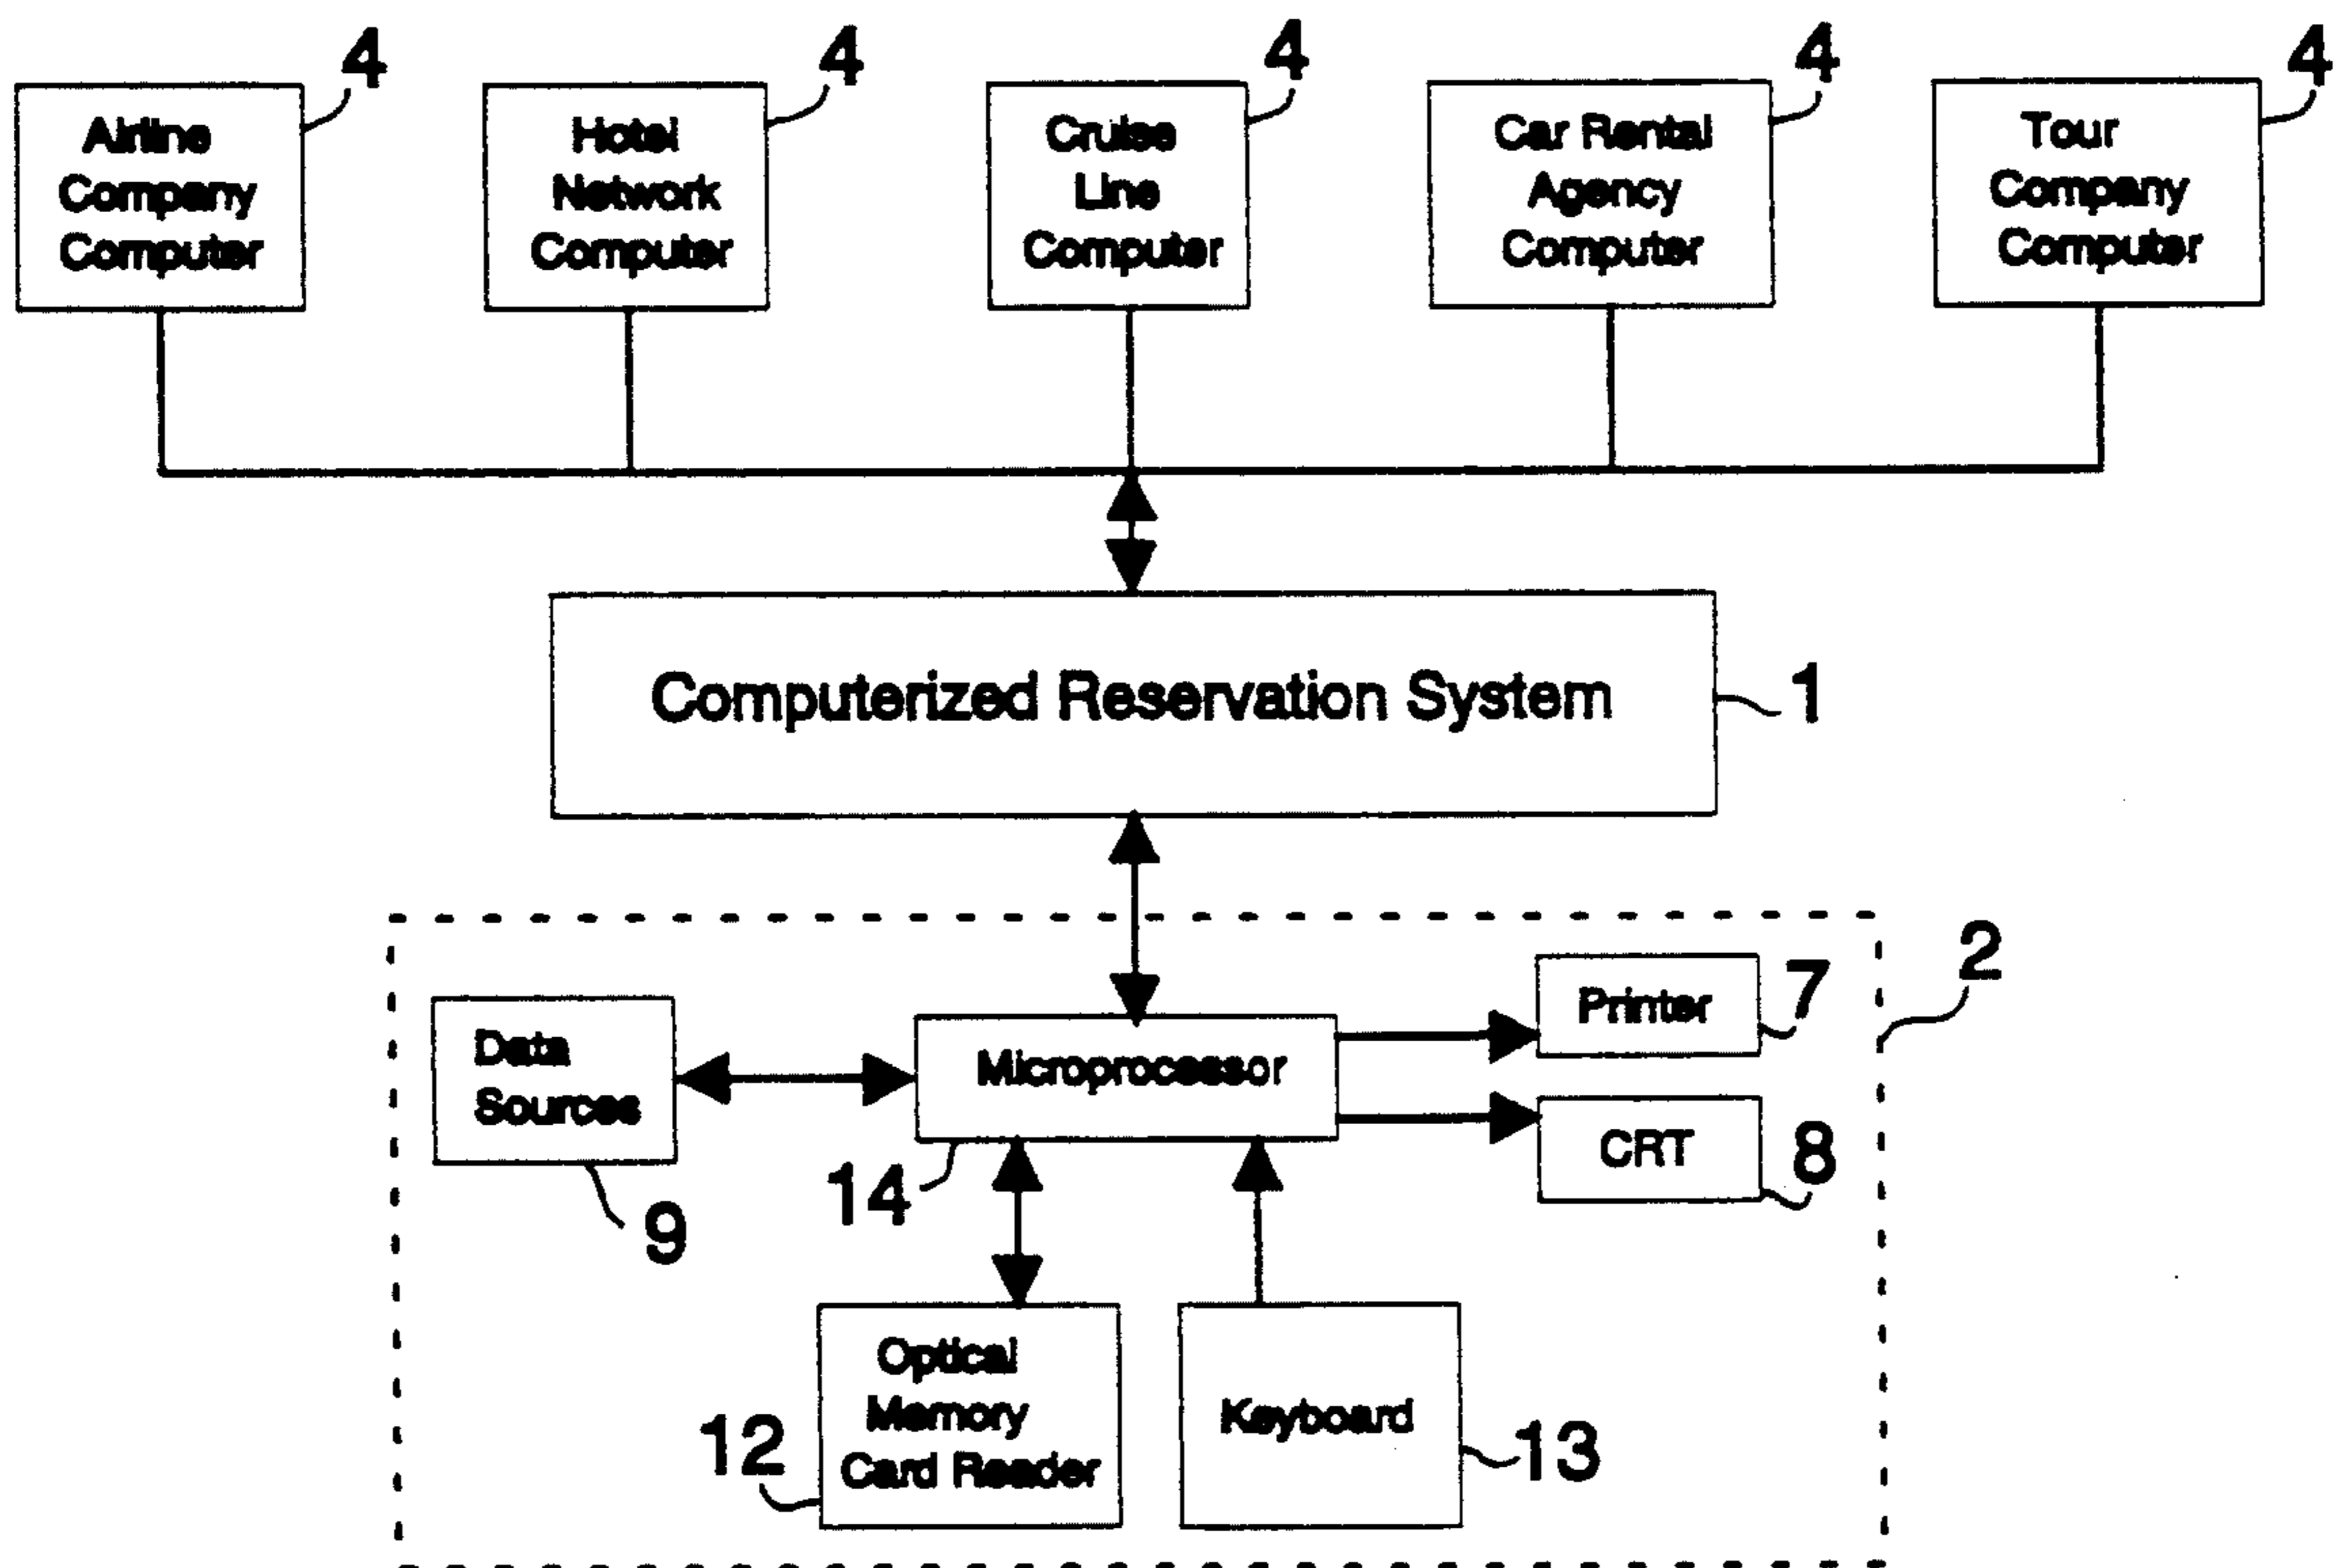 4
4
4
4
4
Airline
Company
Computer
Hotel
Network
Computer
Cruise
Line
Computer
Car Rental
Agency
Computer
Tour
Company
Computer
Computerized Reservation System
1
2
Data
Sources
9
Microprocessor
14
Printer
7
CRT
8
Optical
Memory
Card Reader
12
Keyboard
13